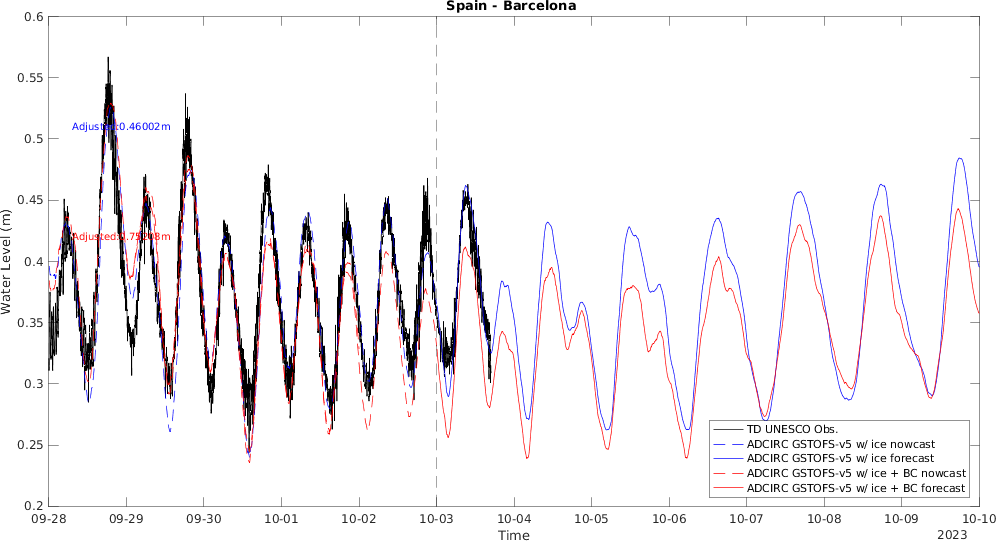 Spain - Barcelona
0.6
0.55
0.5
0.45
0.4
0.35
0.3
0.25
0.2
Water Level (m)
Adjusted:0.46002m
TD UNESCO Obs.
ADCIRC GSTOFS-v5 w/ ice nowcast
ADCIRC GSTOFS-v5 w/ ice forecast
ADCIRC GSTOFS-v5 w/ ice + BC nowcast
ADCIRC GSTOFS-v5 w/ ice + BC forecast
09-28 09-29 09-30 10-01 10-02 10-03 10-04 10-05 10-06 10-07 10-08 10-09 10-10
Time
2023